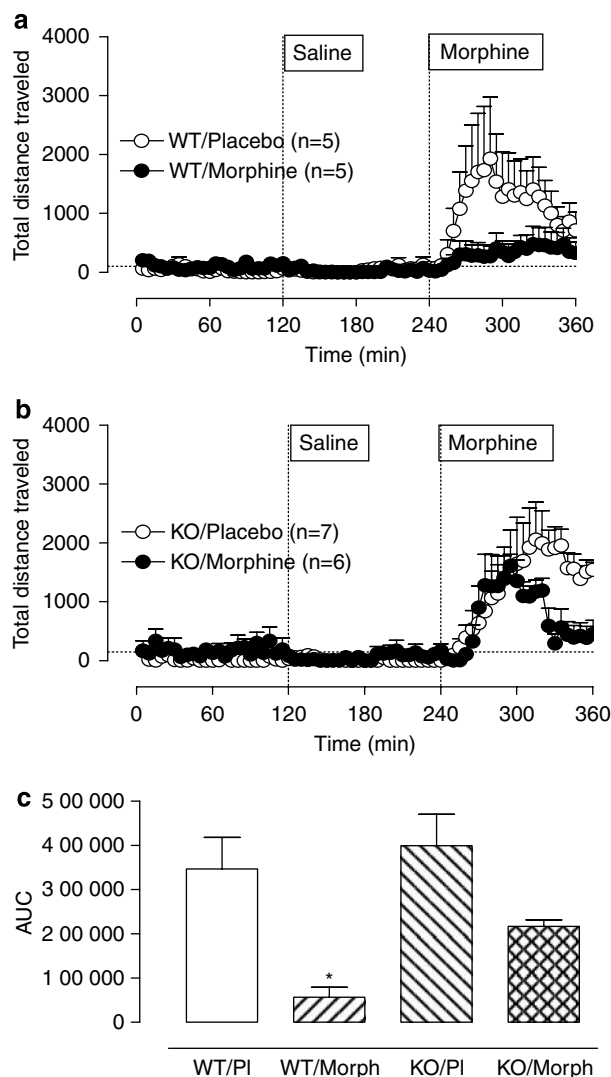 a
Total distance traveled
4000
3000
2000
1000
0
Saline
Morphine
WT/Placebo (n=5)
WT/Morphine (n=5)
0 60 120 180 240 300 360
Time (min)
b
Total distance traveled
4000
3000
2000
1000
0
Saline
Morphine
KO/Placebo (n=7)
KO/Morphine (n=6)
0 60 120 180 240 300 360
Time (min)
c
AUC
5 00 000
4 00 000
3 00 000
2 00 000
1 00 000
0
*
WT/Pl WT/Morph KO/Pl KO/Morph